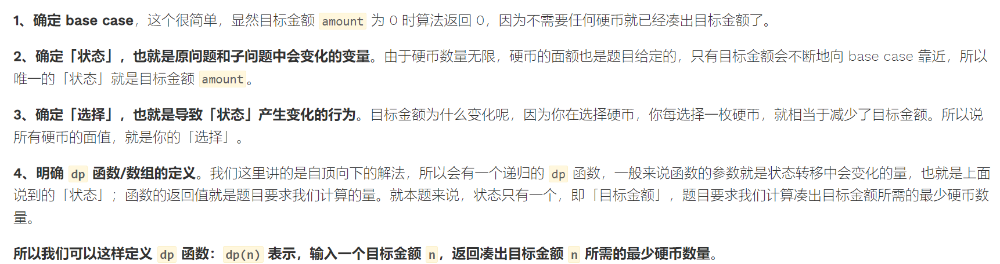 1、确定 base case，这个很简单，显然目标金额 amount 为 0 时算法返回 0，因为不需要任何硬币就已经凑出目标金额了。
2、确定「状态」，也就是原问题和子问题中会变化的变量。由于硬币数量无限，硬币的面额也是题目给定的，只有目标金额会不断地向 base case 靠近，所以
唯一的「状态」就是目标金额 amount。
3、确定「选择」，也就是导致「状态」产生变化的行为。目标金额为什么变化呢，因为你在选择硬币，你每选择一枚硬币，就相当于减少了目标金额。所以说
所有硬币的面值，就是你的「选择」。
4、明确 dp 函数/数组的定义。我们这里讲的是自顶向下的解法，所以会有一个递归的 dp 函数，一般来说函数的参数就是状态转移中会变化的量，也就是上面
说到的「状态」；函数的返回值就是题目要求我们计算的量。就本题来说，状态只有一个，即「目标金额」，题目要求我们计算凑出目标金额所需的最少硬币数
量。
所以我们可以这样定义 dp 函数：dp(n) 表示，输入一个目标金额 n，返回凑出目标金额 n 所需的最少硬币数量。